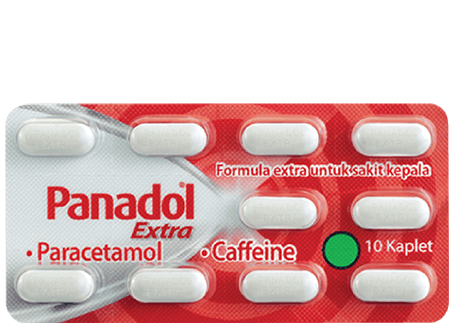 Formula extra untuk sakit kepala
Panadol
Extra
• Paracetamol • Caffeine
10 Kaplet